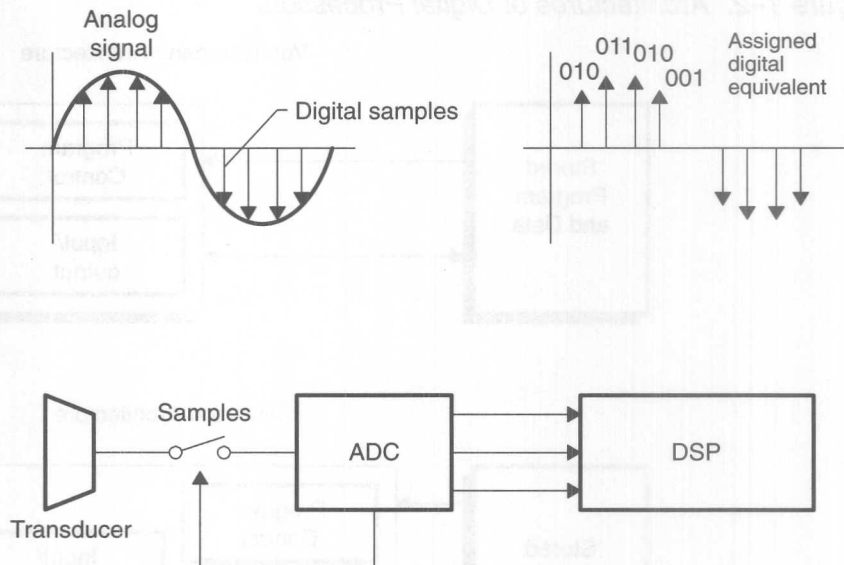 Analog
signal
Digital samples
010
011
010
001
Assigned
digital
equivalent
Samples
ADC
DSP
Transducer